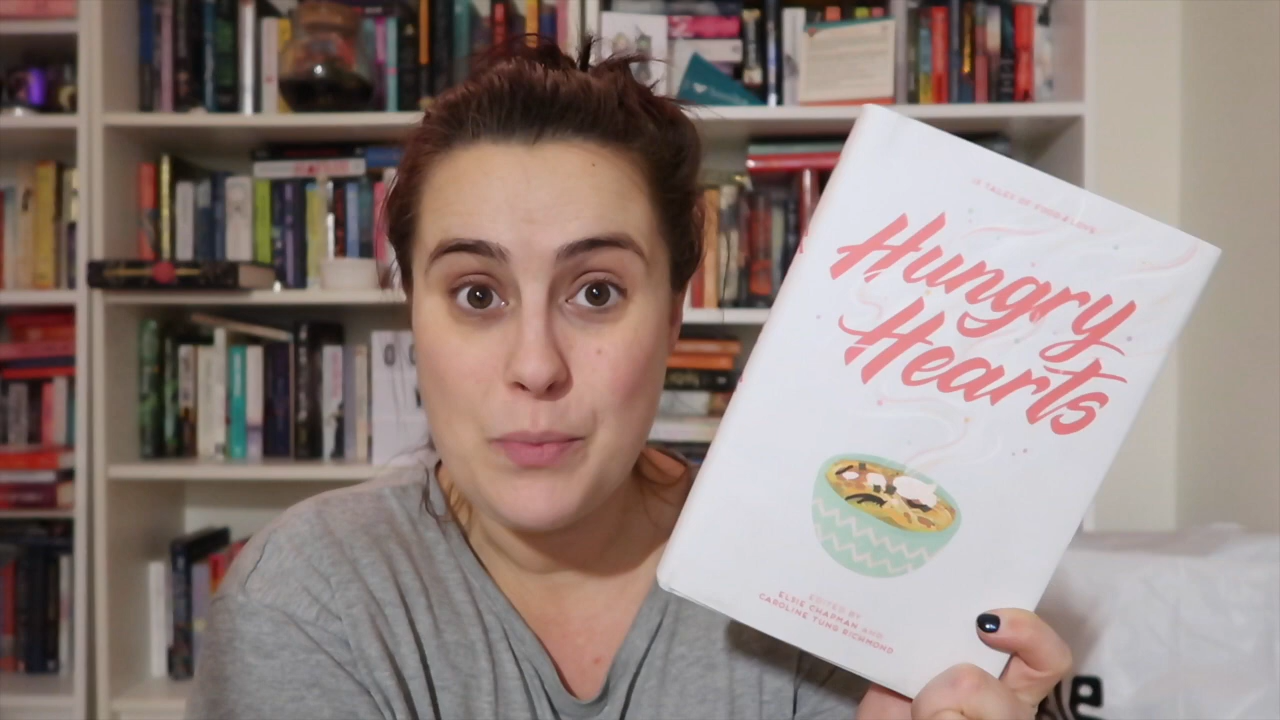 13 TALES OF FOOD & LOVE
Hungry
Hearts
EDITED BY
ELSIE CHAPMAN AND
CAROLINE TUNG RICHMOND